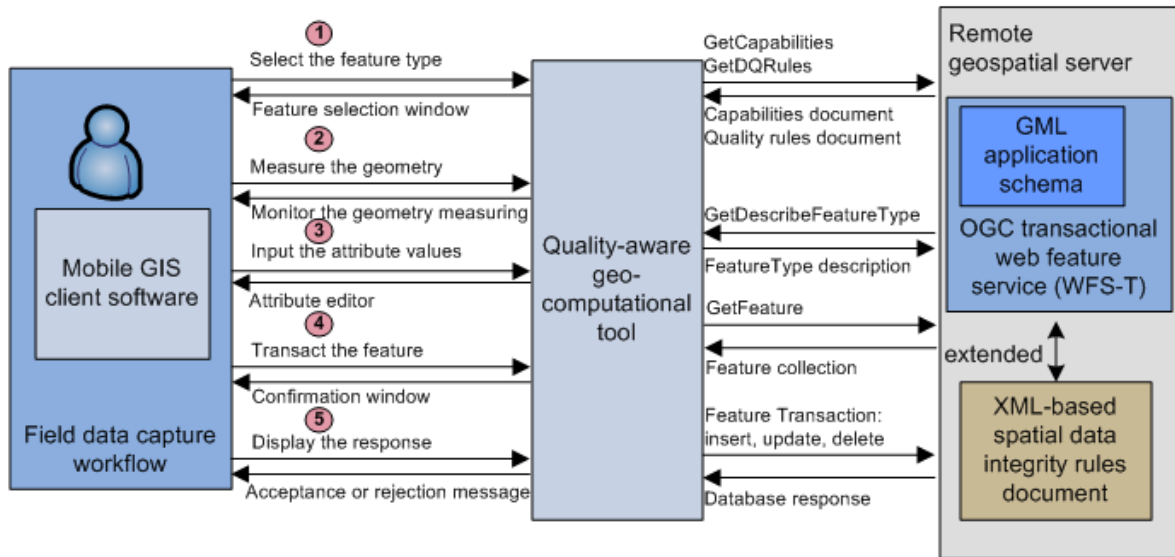 1
Select the feature type
Feature selection window
2
Measure the geometry
Monitor the geometry measuring
3
Input the attribute values
Attribute editor
4
Transact the feature
Confirmation window
5
Display the response
Acceptance or rejection message
Mobile GIS
client software
Field data capture
workflow
Quality-aware
geo-
computational
tool
GetCapabilities
GetDQRules
Capabilities document
Quality rules document
GetDescribeFeatureType
FeatureType description
GetFeature
Feature collection
Feature Transaction:
insert, update, delete
Database response
Remote
geospatial server
GML
application
schema
OGC transactional
web feature
service (WFS-T)
extended
XML-based
spatial data
integrity rules
document